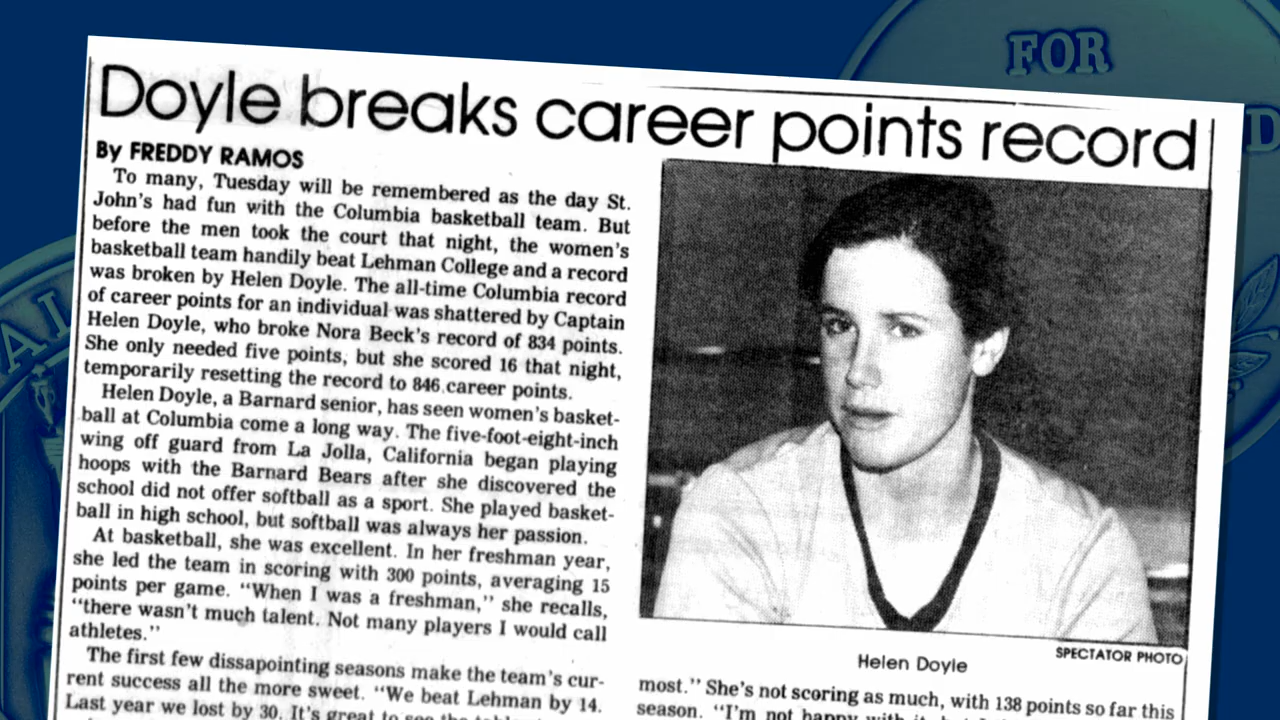 FOR
Doyle breaks career points record
By FREDDY RAMOS
To many, Tuesday will be remembered as the day St.
John's had fun with the Columbia basketball team. But
before the men took the court that night, the women's
basketball team handily beat Lehman College and a record
was broken by Helen Doyle. The all-time Columbia record
of career points for an individual was shattered by Captain
Helen Doyle, who broke Nora Beck's record of 834 points.
She only needed five points, but she scored 16 that night,
temporarily resetting the record to 846 career points.
Helen Doyle, a Barnard senior, has seen women's basket-
ball at Columbia come a long way. The five-foot-eight-inch
wing off guard from La Jolla, California began playing
hoops with the Barnard Bears after she discovered the
school did not offer softball as a sport. She played basket-
ball in high school, but softball was always her passion.
At basketball, she was excellent. In her freshman year,
she led the team in scoring with 300 points, averaging 15
points per game. "When I was a freshman," she recalls,
"there wasn't much talent. Not many players I would call
athletes."
The first few dissapointing seasons make the team's cur-
rent success all the more sweet. "We beat Lehman by 14.
Last year we lost by 30. It's great to see the
SPECTATOR PHOTO
Helen Doyle
most." She's not scoring as much, with 138 points so far this
season. "I'm not happy with it, but